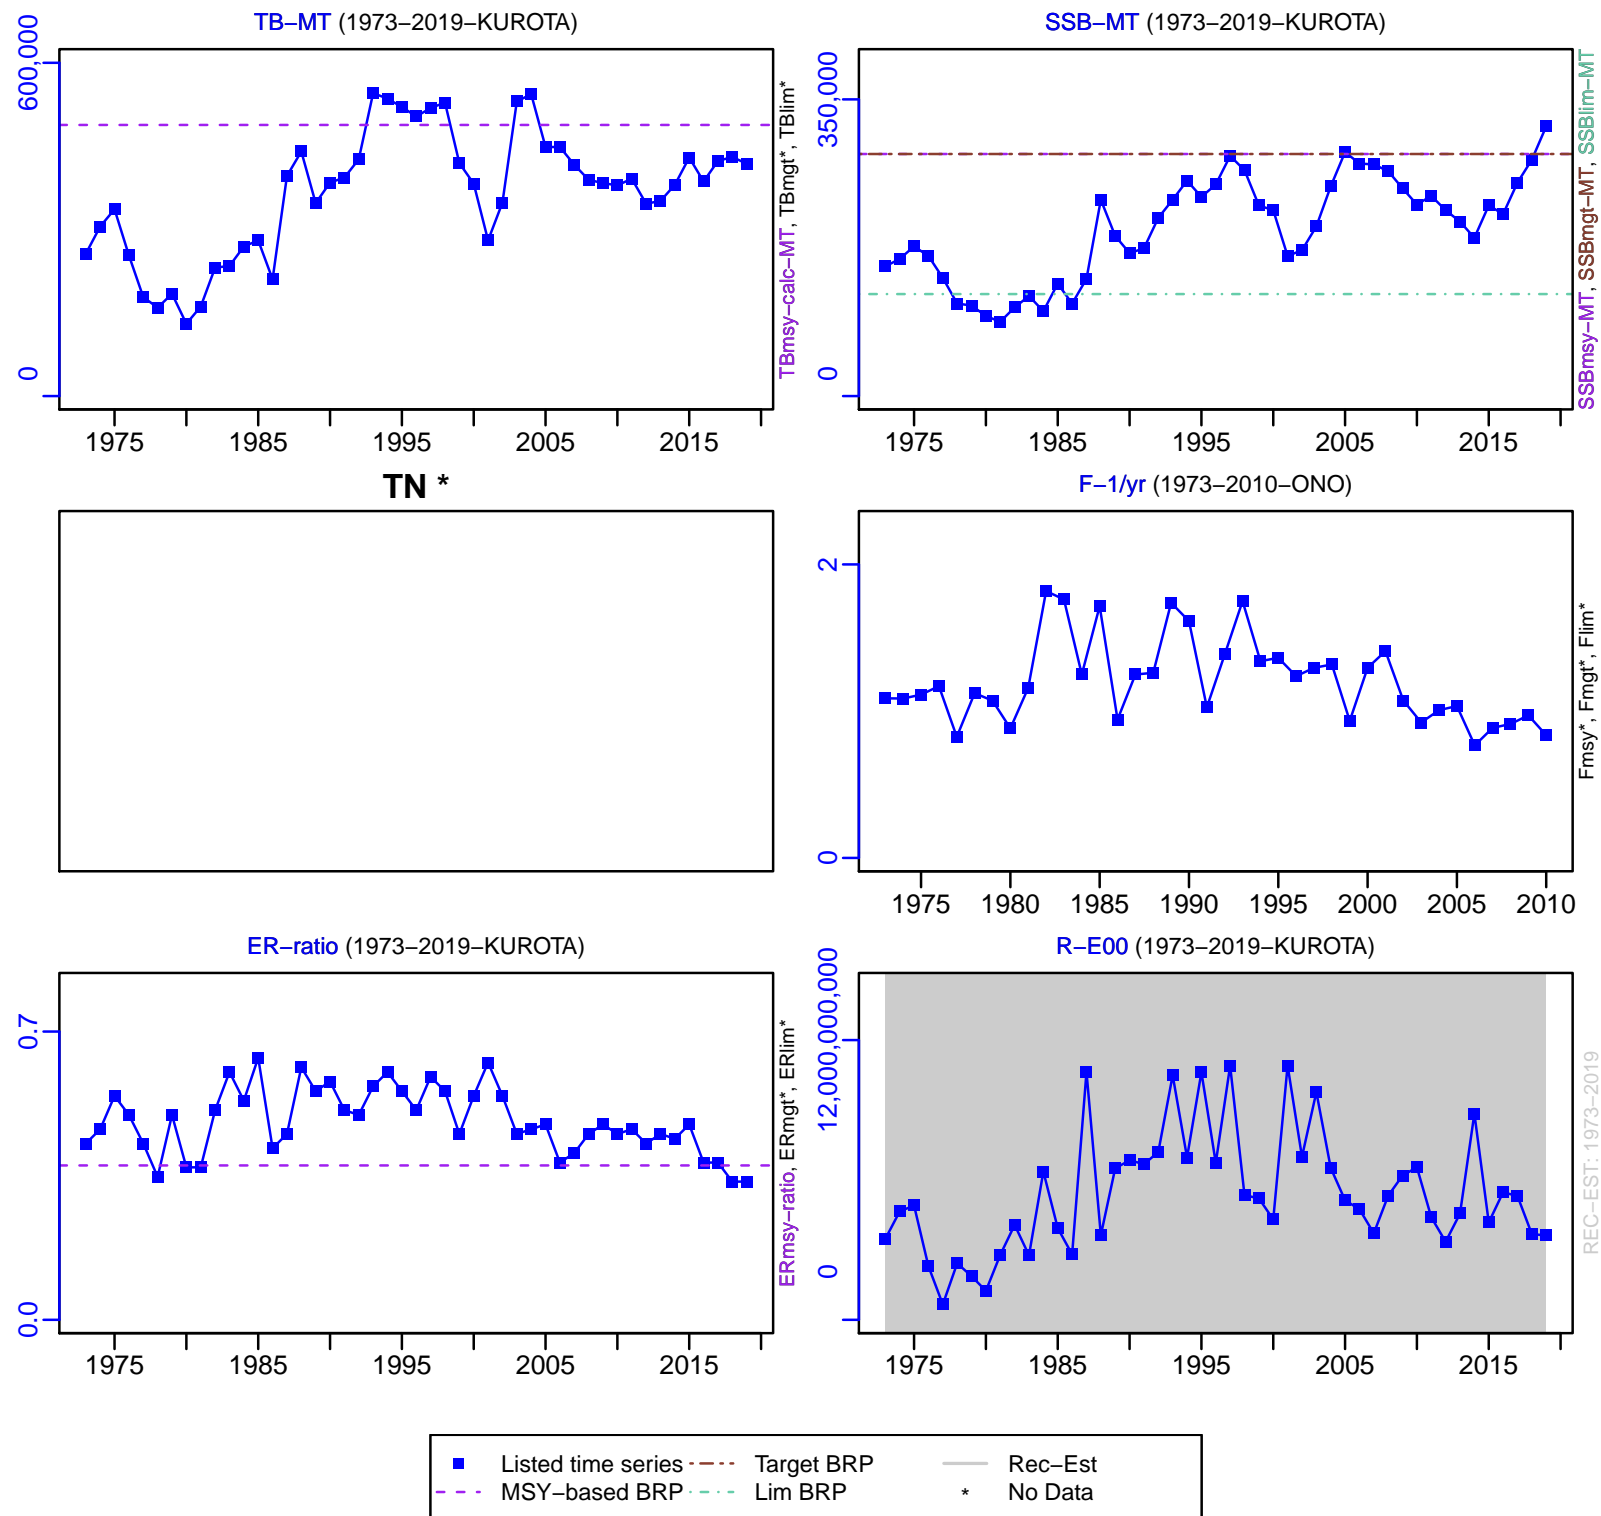 TB−MT (1973−2019−KUROTA)
600,000
0
1975 1985 1995 2005 2015
TBmsy−calc−MT, TBmgt*, TBlim*
SSB−MT (1973−2019−KUROTA)
350,000
0
1975 1985 1995 2005 2015
SSBmsy−MT, SSBmgt−MT, SSBlim−MT
TN *
F−1/yr (1973−2010−ONO)
2
0
1975 1980 1985 1990 1995 2000 2005 2010
Fmsy*, Fmgt*, Flim*
ER−ratio (1973−2019−KUROTA)
0.7
0.0
1975 1985 1995 2005 2015
ERmsy−ratio, ERmgt*, ERlim*
R−E00 (1973−2019−KUROTA)
12,000,000,000
0
1975 1985 1995 2005 2015
REC−EST: 1973−2019
Listed time series Target BRP Rec−Est
MSY−based BRP Lim BRP * No Data